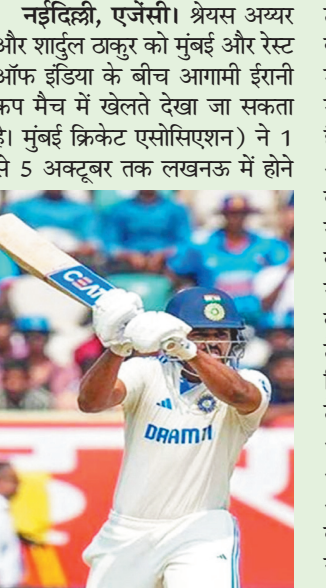 नईदिल्ली, एजेंसी। श्रेयस अय्यर
और शार्दुल ठाकुर को मुंबई और रेस्ट
ऑफ इंडिया के बीच आगामी ईरानी
कप मैच में खेलते देखा जा सकता
है। मुंबई क्रिकेट एसोसिएशन) ने 1
से 5 अक्टूबर तक लखनऊ में होने
CEAT
DREAM11